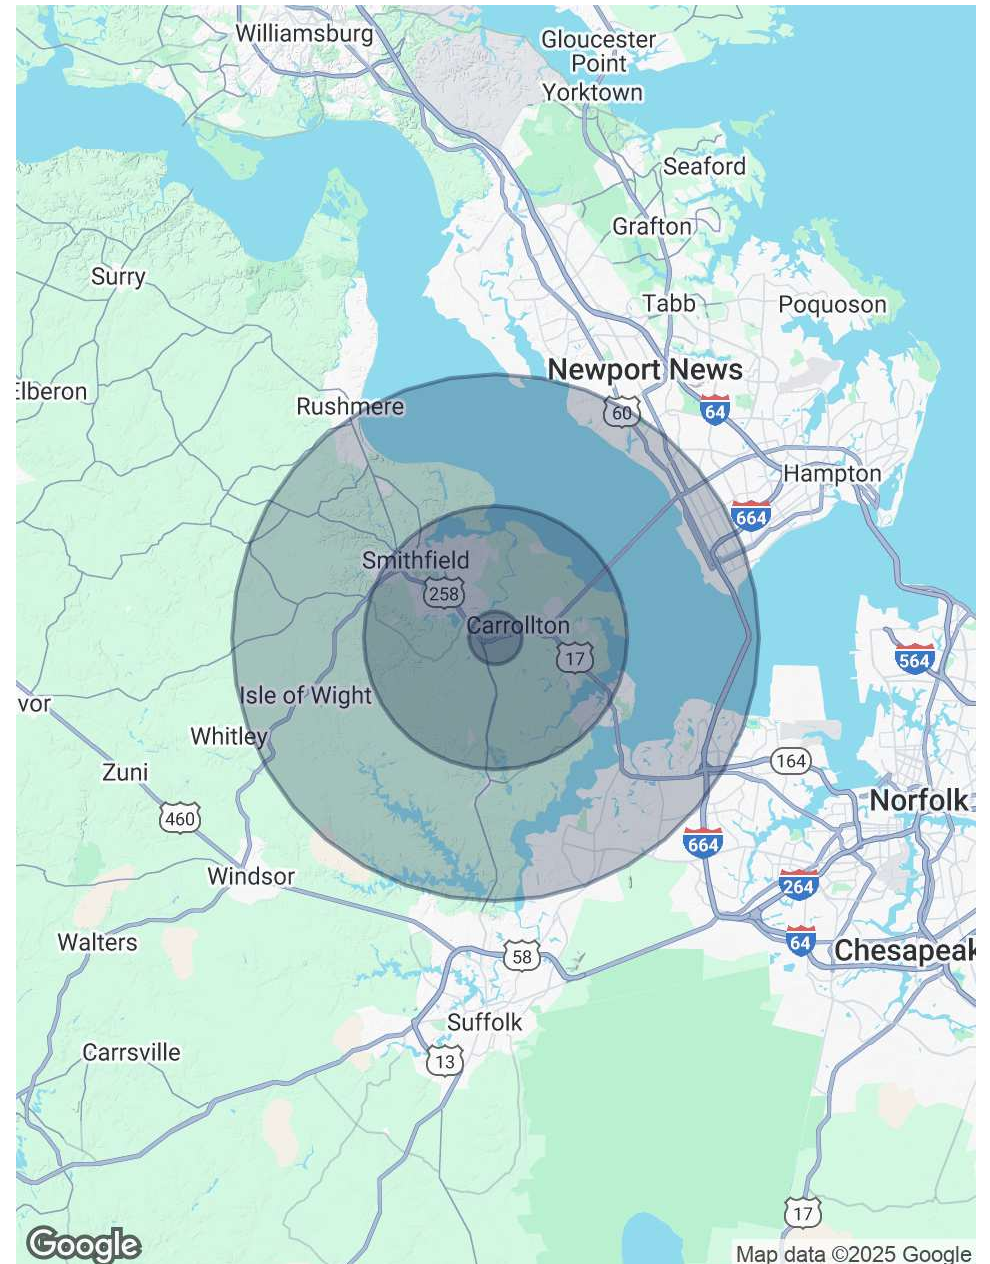 Williamsburg
Gloucester
Point
Yorktown
Seaford
Grafton
Surry
Tabb
Poquoson
Newport News
Elberon
Rushmere
60
64
Hampton
664
Smithfield
258
Carrollton
17
564
Isle of Wight
vor
Whitley
Zuni
164
460
Norfolk
664
Windsor
264
Walters
64
Chesapeak
58
Suffolk
Carrsville
13
17
Google
Map data ©2025 Google